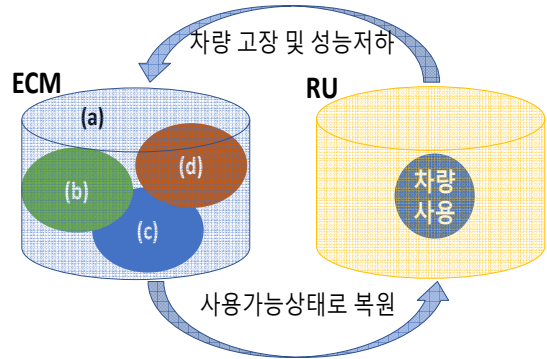 차량 고장 및 성능저하
ECM
RU
(a)
(b)
(d)
(c)
차량
사용
사용가능상태로 복원